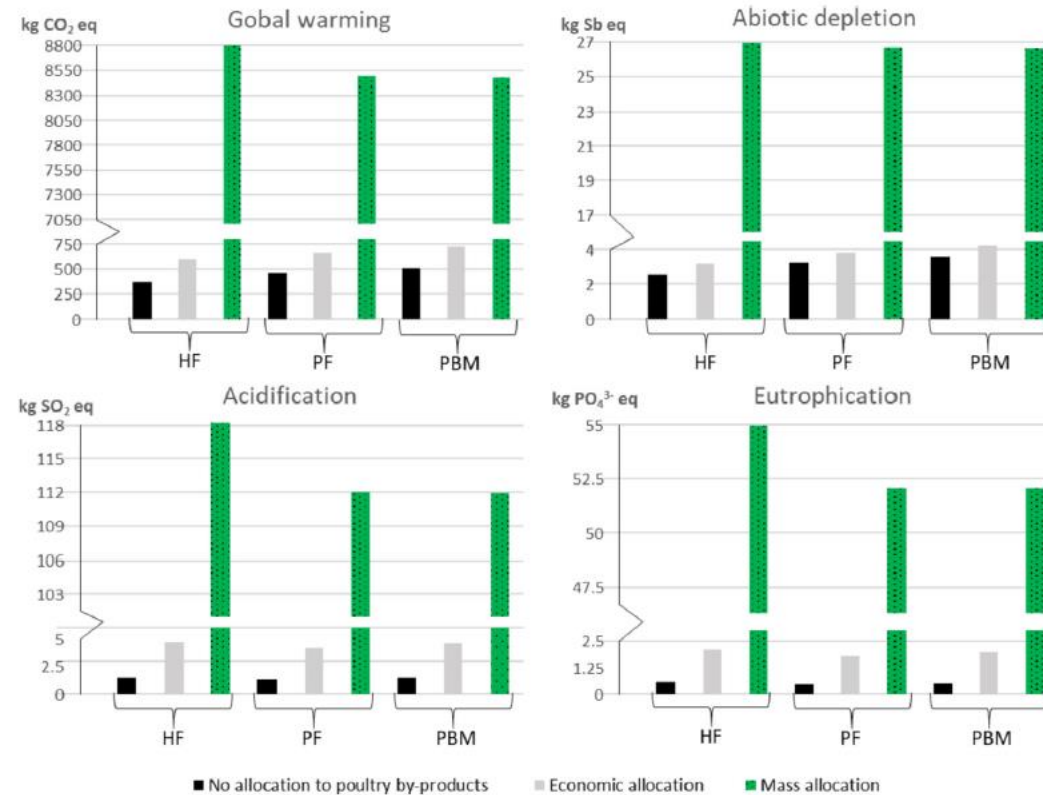 Gobal warming
kg CO₂ eq
8800
8550
8300
8050
7800
7550
7300
7050
750
500
250
0
HF PF PBM
Abiotic depletion
kg Sb eq
27
25
23
21
19
17
4
2
0
HF PF PBM
Acidification
kg SO₂ eq
118
115
112
109
106
103
5
2.5
0
HF PF PBM
Eutrophication
kg PO₄³⁻ eq
55
52.5
50
47.5
2.5
1.25
0
HF PF PBM
No allocation to poultry by-products Economic allocation Mass allocation